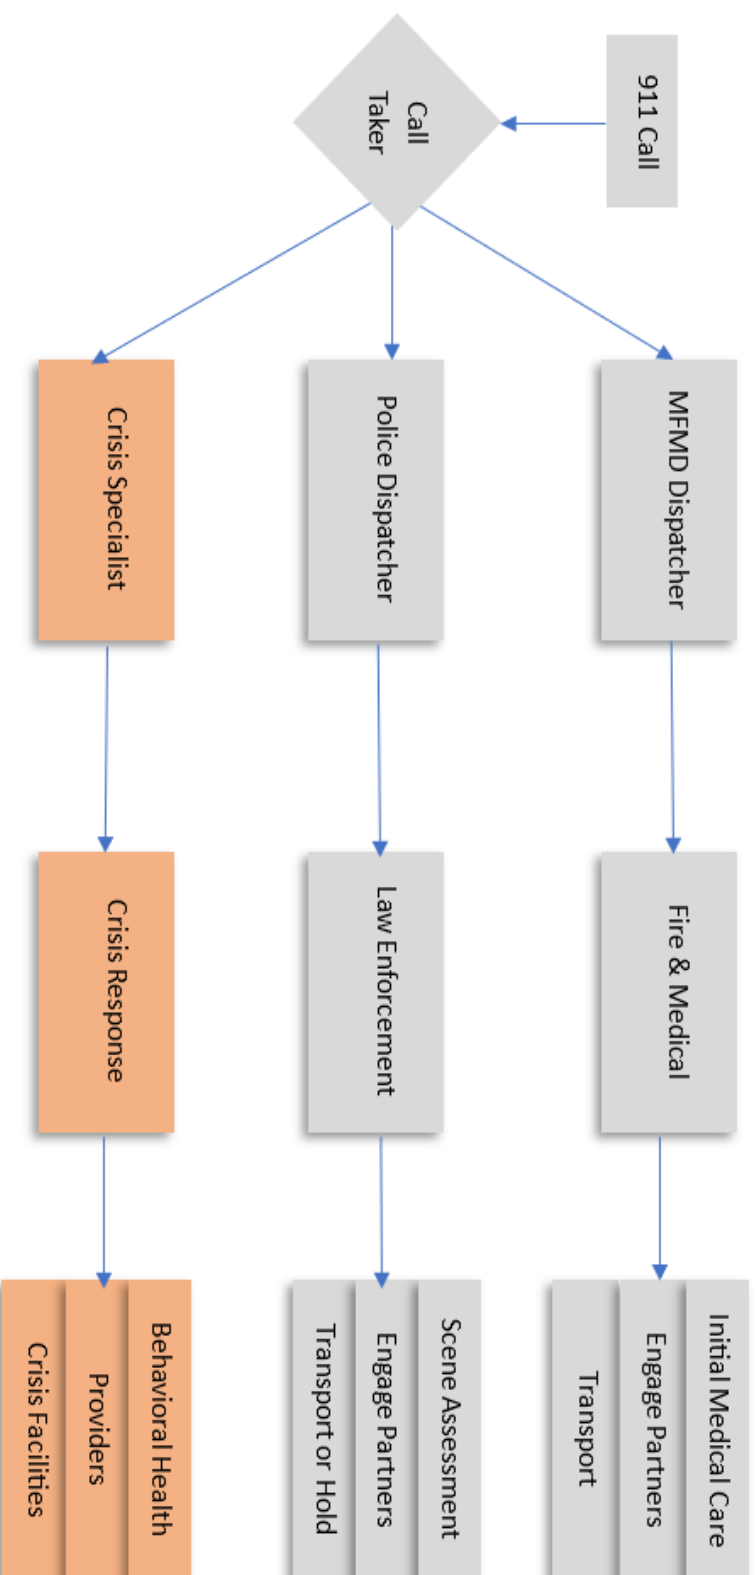 911 Call
Call
Taker
MFMD Dispatcher
Fire & Medical
Initial Medical Care
Engage Partners
Transport
Police Dispatcher
Law Enforcement
Scene Assessment
Engage Partners
Transport or Hold
Crisis Specialist
Crisis Response
Behavioral Health
Providers
Crisis Facilities